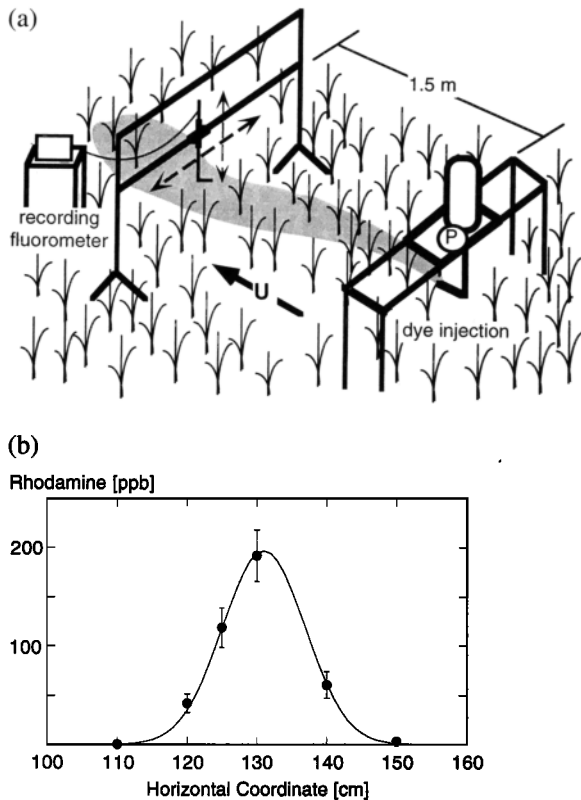 (a)
1.5 m
recording
fluorometer
P
U
dye injection
(b)
Rhodamine [ppb]
200
100
100 110 120 130 140 150 160
Horizontal Coordinate [cm]